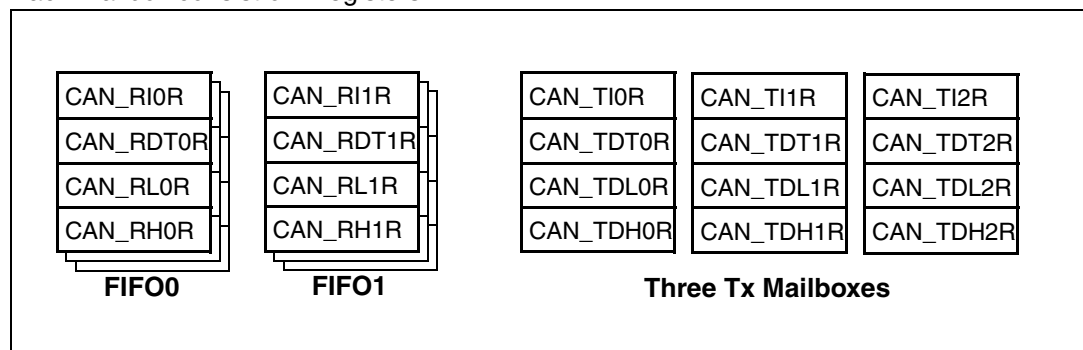 CAN_RI0R CAN_RI1R CAN_TI0R CAN_TI1R CAN_TI2R
CAN_RDT0R CAN_RDT1R CAN_TDT0R CAN_TDT1R CAN_TDT2R
CAN_RL0R CAN_RL1R CAN_TDL0R CAN_TDL1R CAN_TDL2R
CAN_RH0R CAN_RH1R CAN_TDH0R CAN_TDH1R CAN_TDH2R
FIFO0 FIFO1 Three Tx Mailboxes